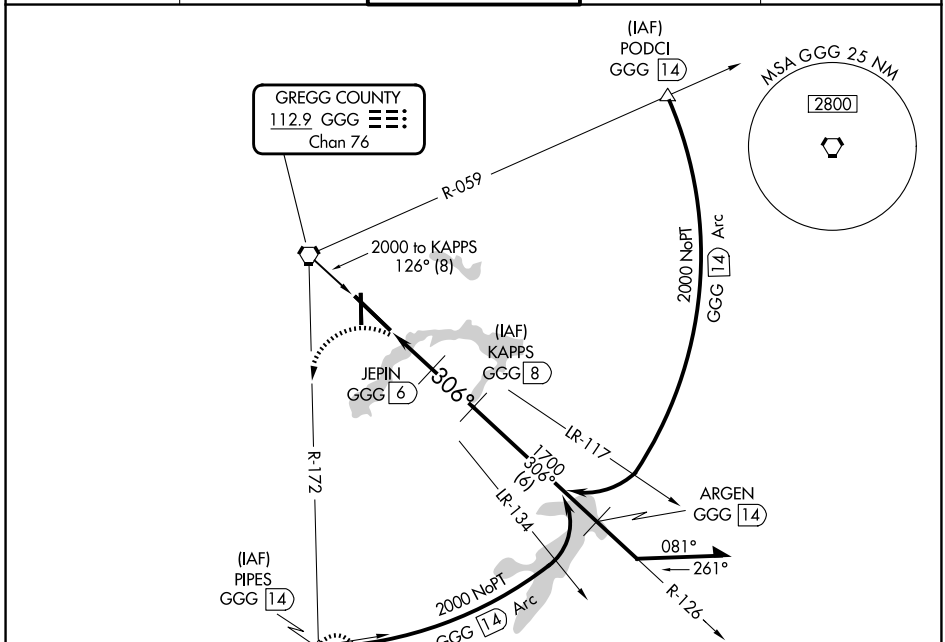 (IAF)
PODCI
GGG 14
MSA GGG 25 NM
2800
GREGG COUNTY
112.9 GGG
Chan 76
R-059
2000 to KAPPS
126° (8)
2000 NoPT
GGG 14 Arc
(IAF)
KAPPS
GGG 8
JEPIN
GGG 6
306°
LR-117
1700
306°
(6)
R-172
LR-134
ARGEN
GGG 14
081°
261°
R-126
(IAF)
PIPES
GGG 14
2000 NoPT
GGG 14 Arc